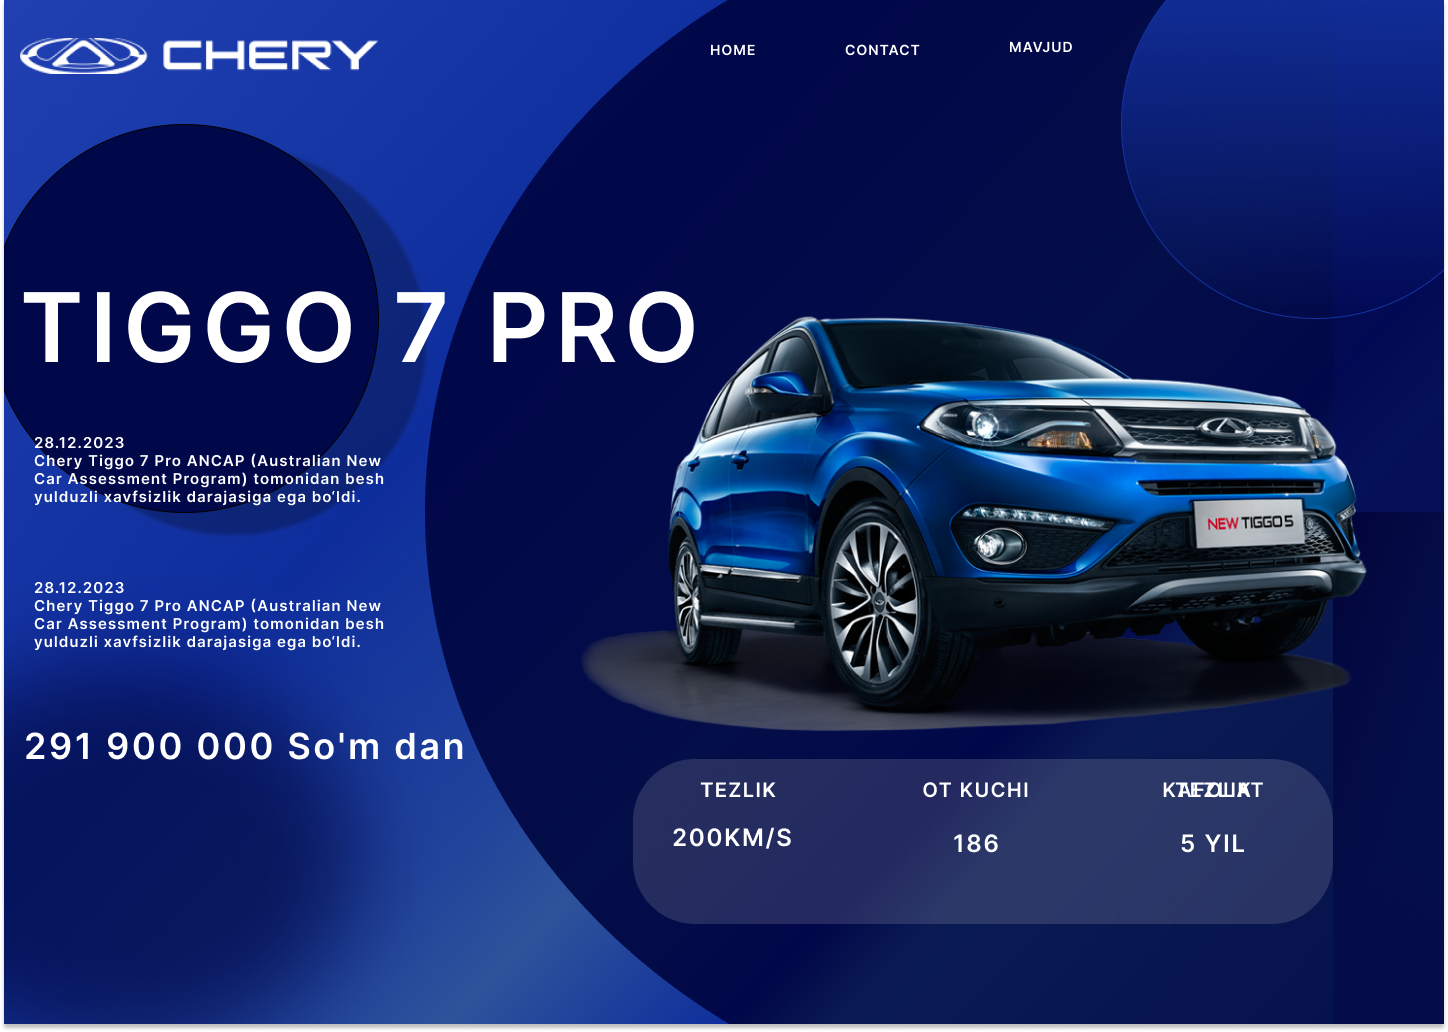 CHERY
HOME
CONTACT
MAVJUD
TIGGO 7 PRO
28.12.2023
Chery Tiggo 7 Pro ANCAP (Australian New
Car Assessment Program) tomonidan besh
yulduzli xavfsizlik darajasiga ega bo‘ldi.
28.12.2023
Chery Tiggo 7 Pro ANCAP (Australian New
Car Assessment Program) tomonidan besh
yulduzli xavfsizlik darajasiga ega bo‘ldi.
NEW TIGGO 5
291 900 000 So'm dan
TEZLIK
200KM/S
OT KUCHI
186
KAFOLAT
TEZLIK
5 YIL